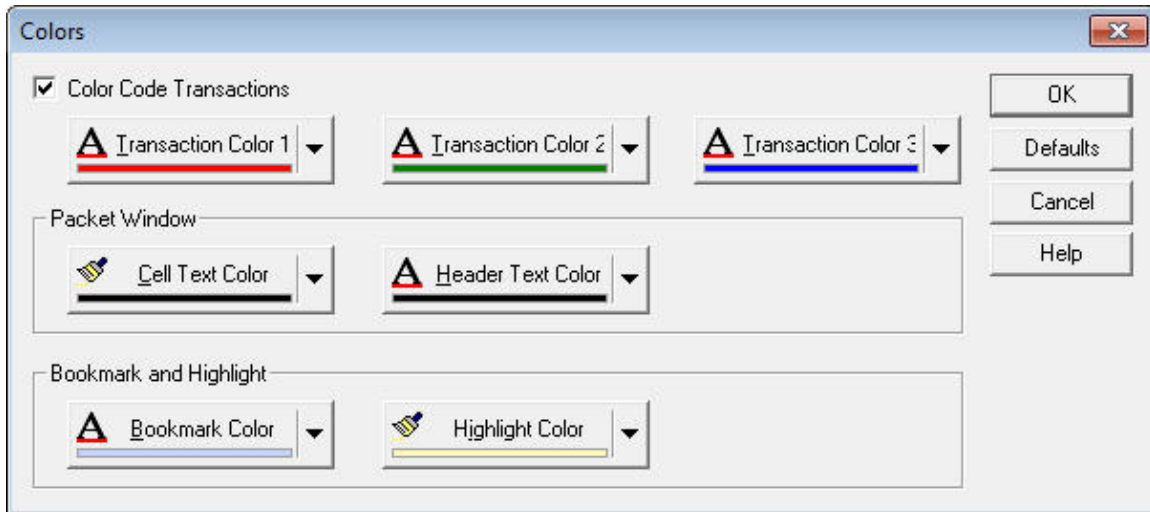 Colors
Color Code Transactions
OK
Transaction Color 1
Transaction Color 2
Transaction Color 3
Defaults
Cancel
Packet Window
Help
Cell Text Color
Header Text Color
Bookmark and Highlight
Bookmark Color
Highlight Color